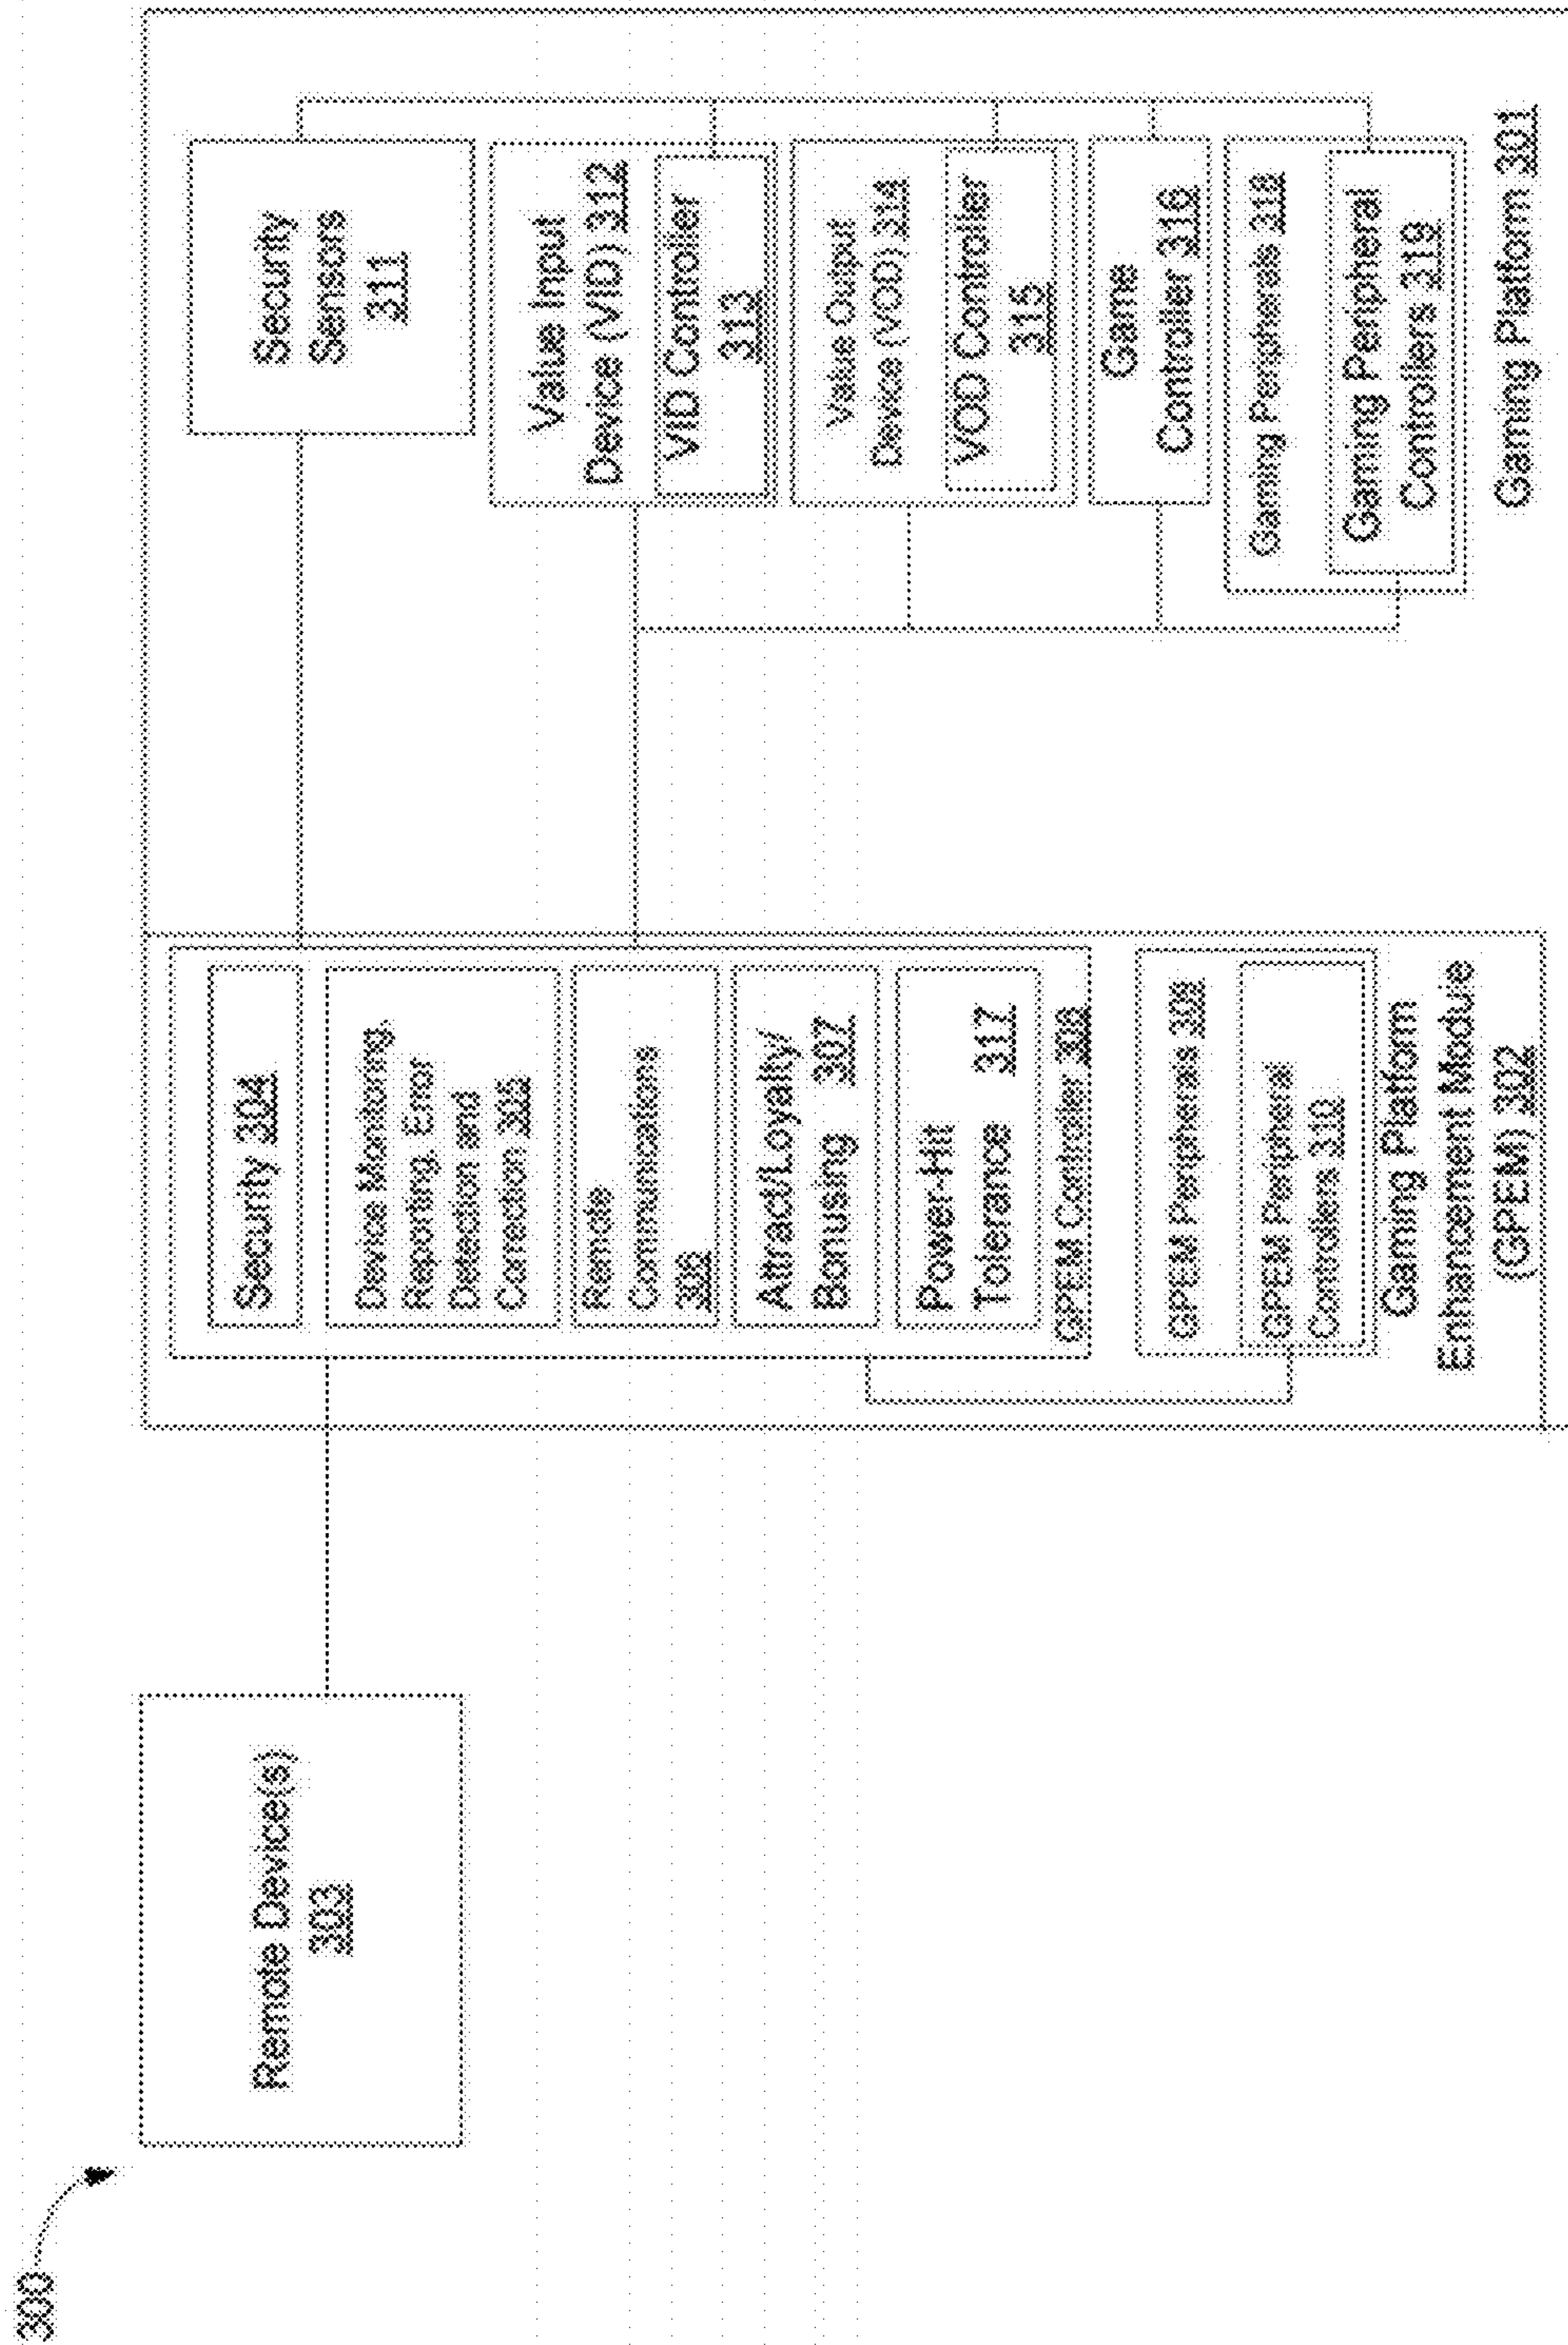 300
Remote Device(s)
303
Security 304
Device Monitoring,
Reporting, Error
Detection and
Correction 305
Remote
Communications
306
Attract/Loyalty/
Bonusing 307
Power-Hit
Tolerance 317
GPEM Controller 308
GPEM Peripherals 309
GPEM Peripheral
Controllers 310
Gaming Platform
Enhancement Module
(GPEM) 302
Security
Sensors
311
Value Input
Device (VID) 312
VID Controller
313
Value Output
Device (VOD) 314
VOD Controller
315
Game
Controller 316
Gaming Peripherals 318
Gaming Peripheral
Controllers 319
Gaming Platform 301